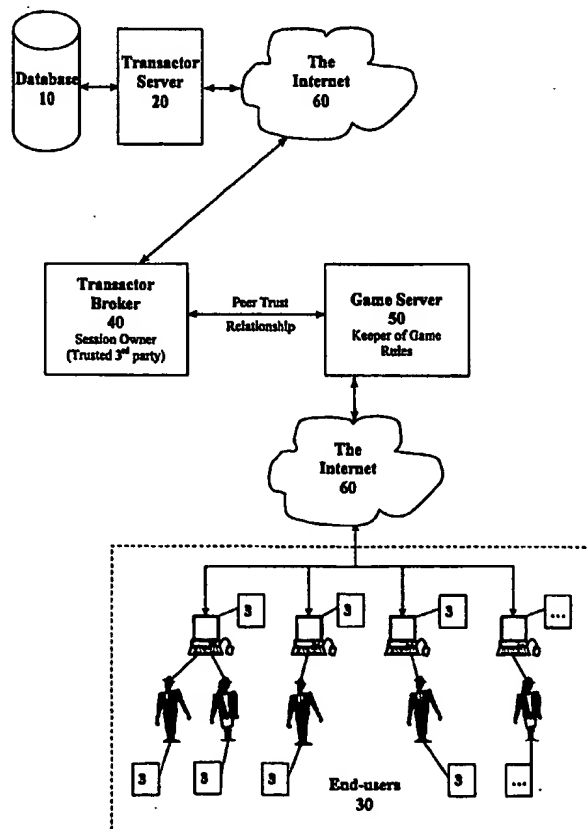 Database
10
Transactor
Server
20
The
Internet
60
Transactor
Broker
40
Session Owner
(Trusted 3rd party)
Peer Trust
Relationship
Game Server
50
Keeper of Game
Rules
The
Internet
60
3
3
3
...
3
3
3
3
...
End-users
30